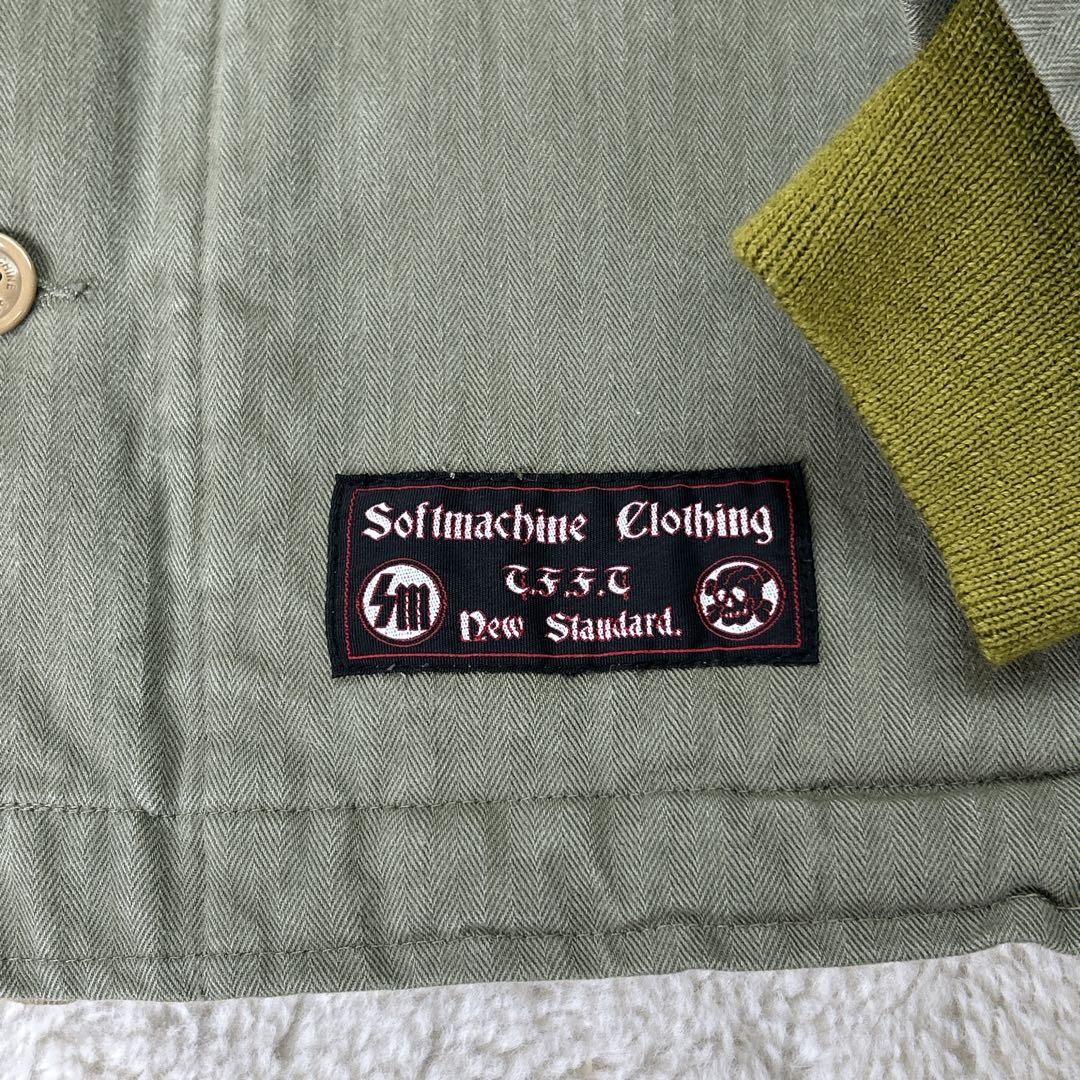 Softmachine Clothing
T.F.F.T
SM
New Standard.